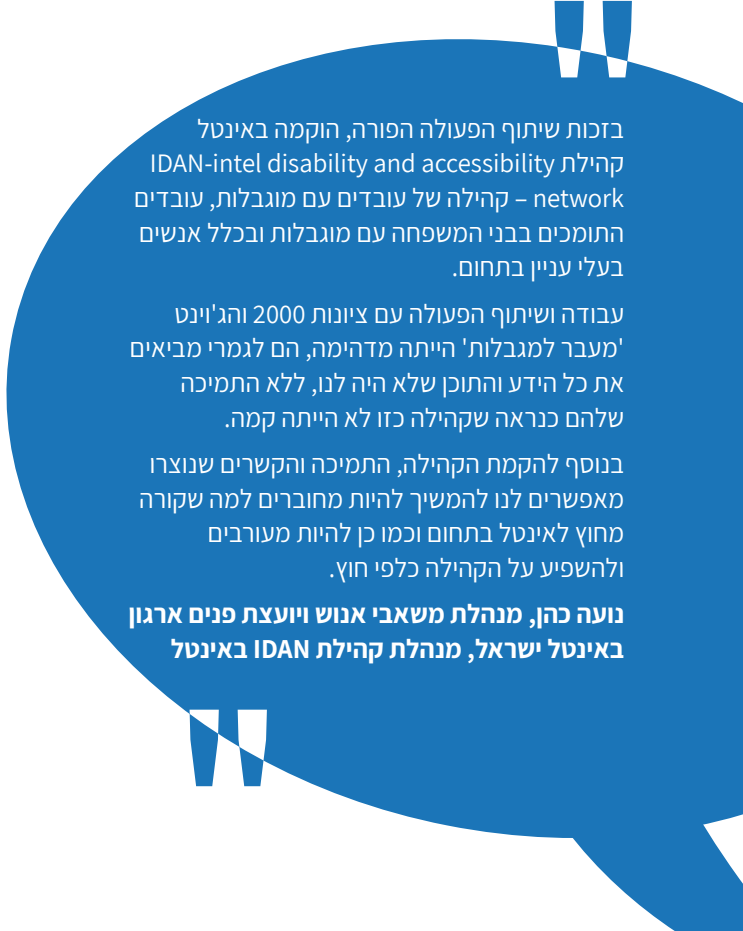 "
בזכות שיתוף הפעולה הפורה, הוקמה באינטל
קהילת IDAN-intel disability and accessibility
network – קהילה של עובדים עם מוגבלות, עובדים
התומכים בבני המשפחה עם מוגבלות ובכלל אנשים
בעלי עניין בתחום.
עבודה ושיתוף הפעולה עם ציונות 2000 והג'וינט
'מעבר למגבלות' הייתה מדהימה, הם לגמרי מביאים
את כל הידע והתוכן שלא היה לנו, ללא התמיכה
שלהם כנראה שקהילה כזו לא הייתה קמה.
בנוסף להקמת הקהילה, התמיכה והקשרים שנוצרו
מאפשרים לנו להמשיך להיות מחוברים למה שקורה
מחוץ לאינטל בתחום וכמו כן להיות מעורבים
ולהשפיע על הקהילה כלפי חוץ.
נועה כהן, מנהלת משאבי אנוש ויועצת פנים ארגון
באינטל ישראל, מנהלת קהילת IDAN באינטל
"